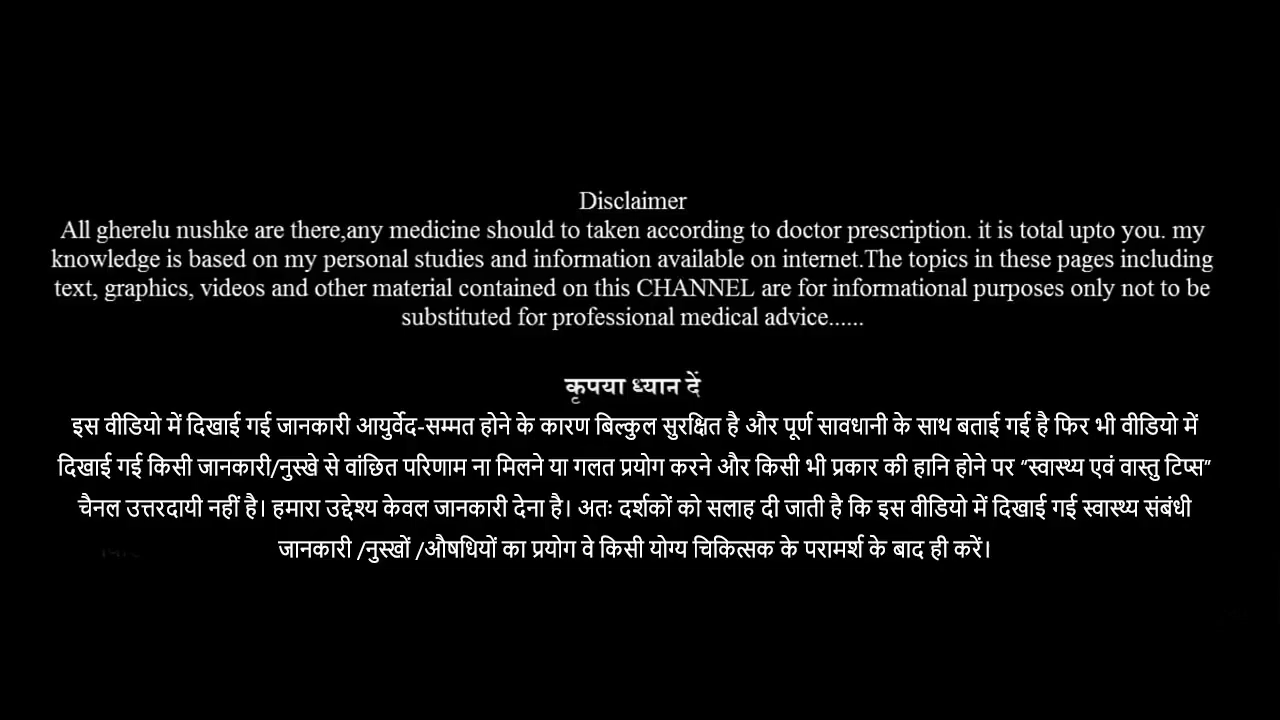 Disclaimer
All gherelu nushke are there,any medicine should to taken according to doctor prescription. it is total upto you. my
knowledge is based on my personal studies and information available on internet.The topics in these pages including
text, graphics, videos and other material contained on this CHANNEL are for informational purposes only not to be
substituted for professional medical advice......
कृपया ध्यान दें
इस वीडियो में दिखाई गई जानकारी आयुर्वेद-सम्मत होने के कारण बिल्कुल सुरक्षित है और पूर्ण सावधानी के साथ बताई गई है फिर भी वीडियो में
दिखाई गई किसी जानकारी/नुस्खे से वांछित परिणाम ना मिलने या गलत प्रयोग करने और किसी भी प्रकार की हानि होने पर “स्वास्थ्य एवं वास्तु टिप्स”
चैनल उत्तरदायी नहीं है। हमारा उद्देश्य केवल जानकारी देना है। अतः दर्शकों को सलाह दी जाती है कि इस वीडियो में दिखाई गई स्वास्थ्य संबंधी
जानकारी /नुस्खों /औषधियों का प्रयोग वे किसी योग्य चिकित्सक के परामर्श के बाद ही करें।